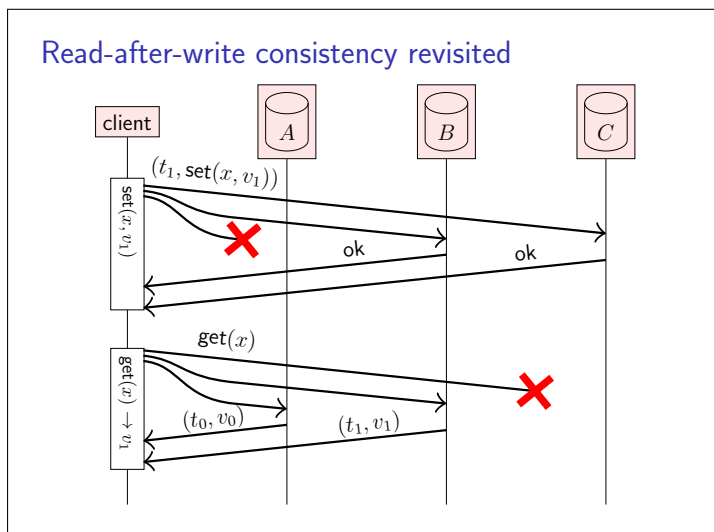 Read-after-write consistency revisited
client
A
B
C
(t₁, set(x, v₁))
set(x, v₁)
ok
ok
get(x)
get(x) → v₁
(t₀, v₀)
(t₁, v₁)